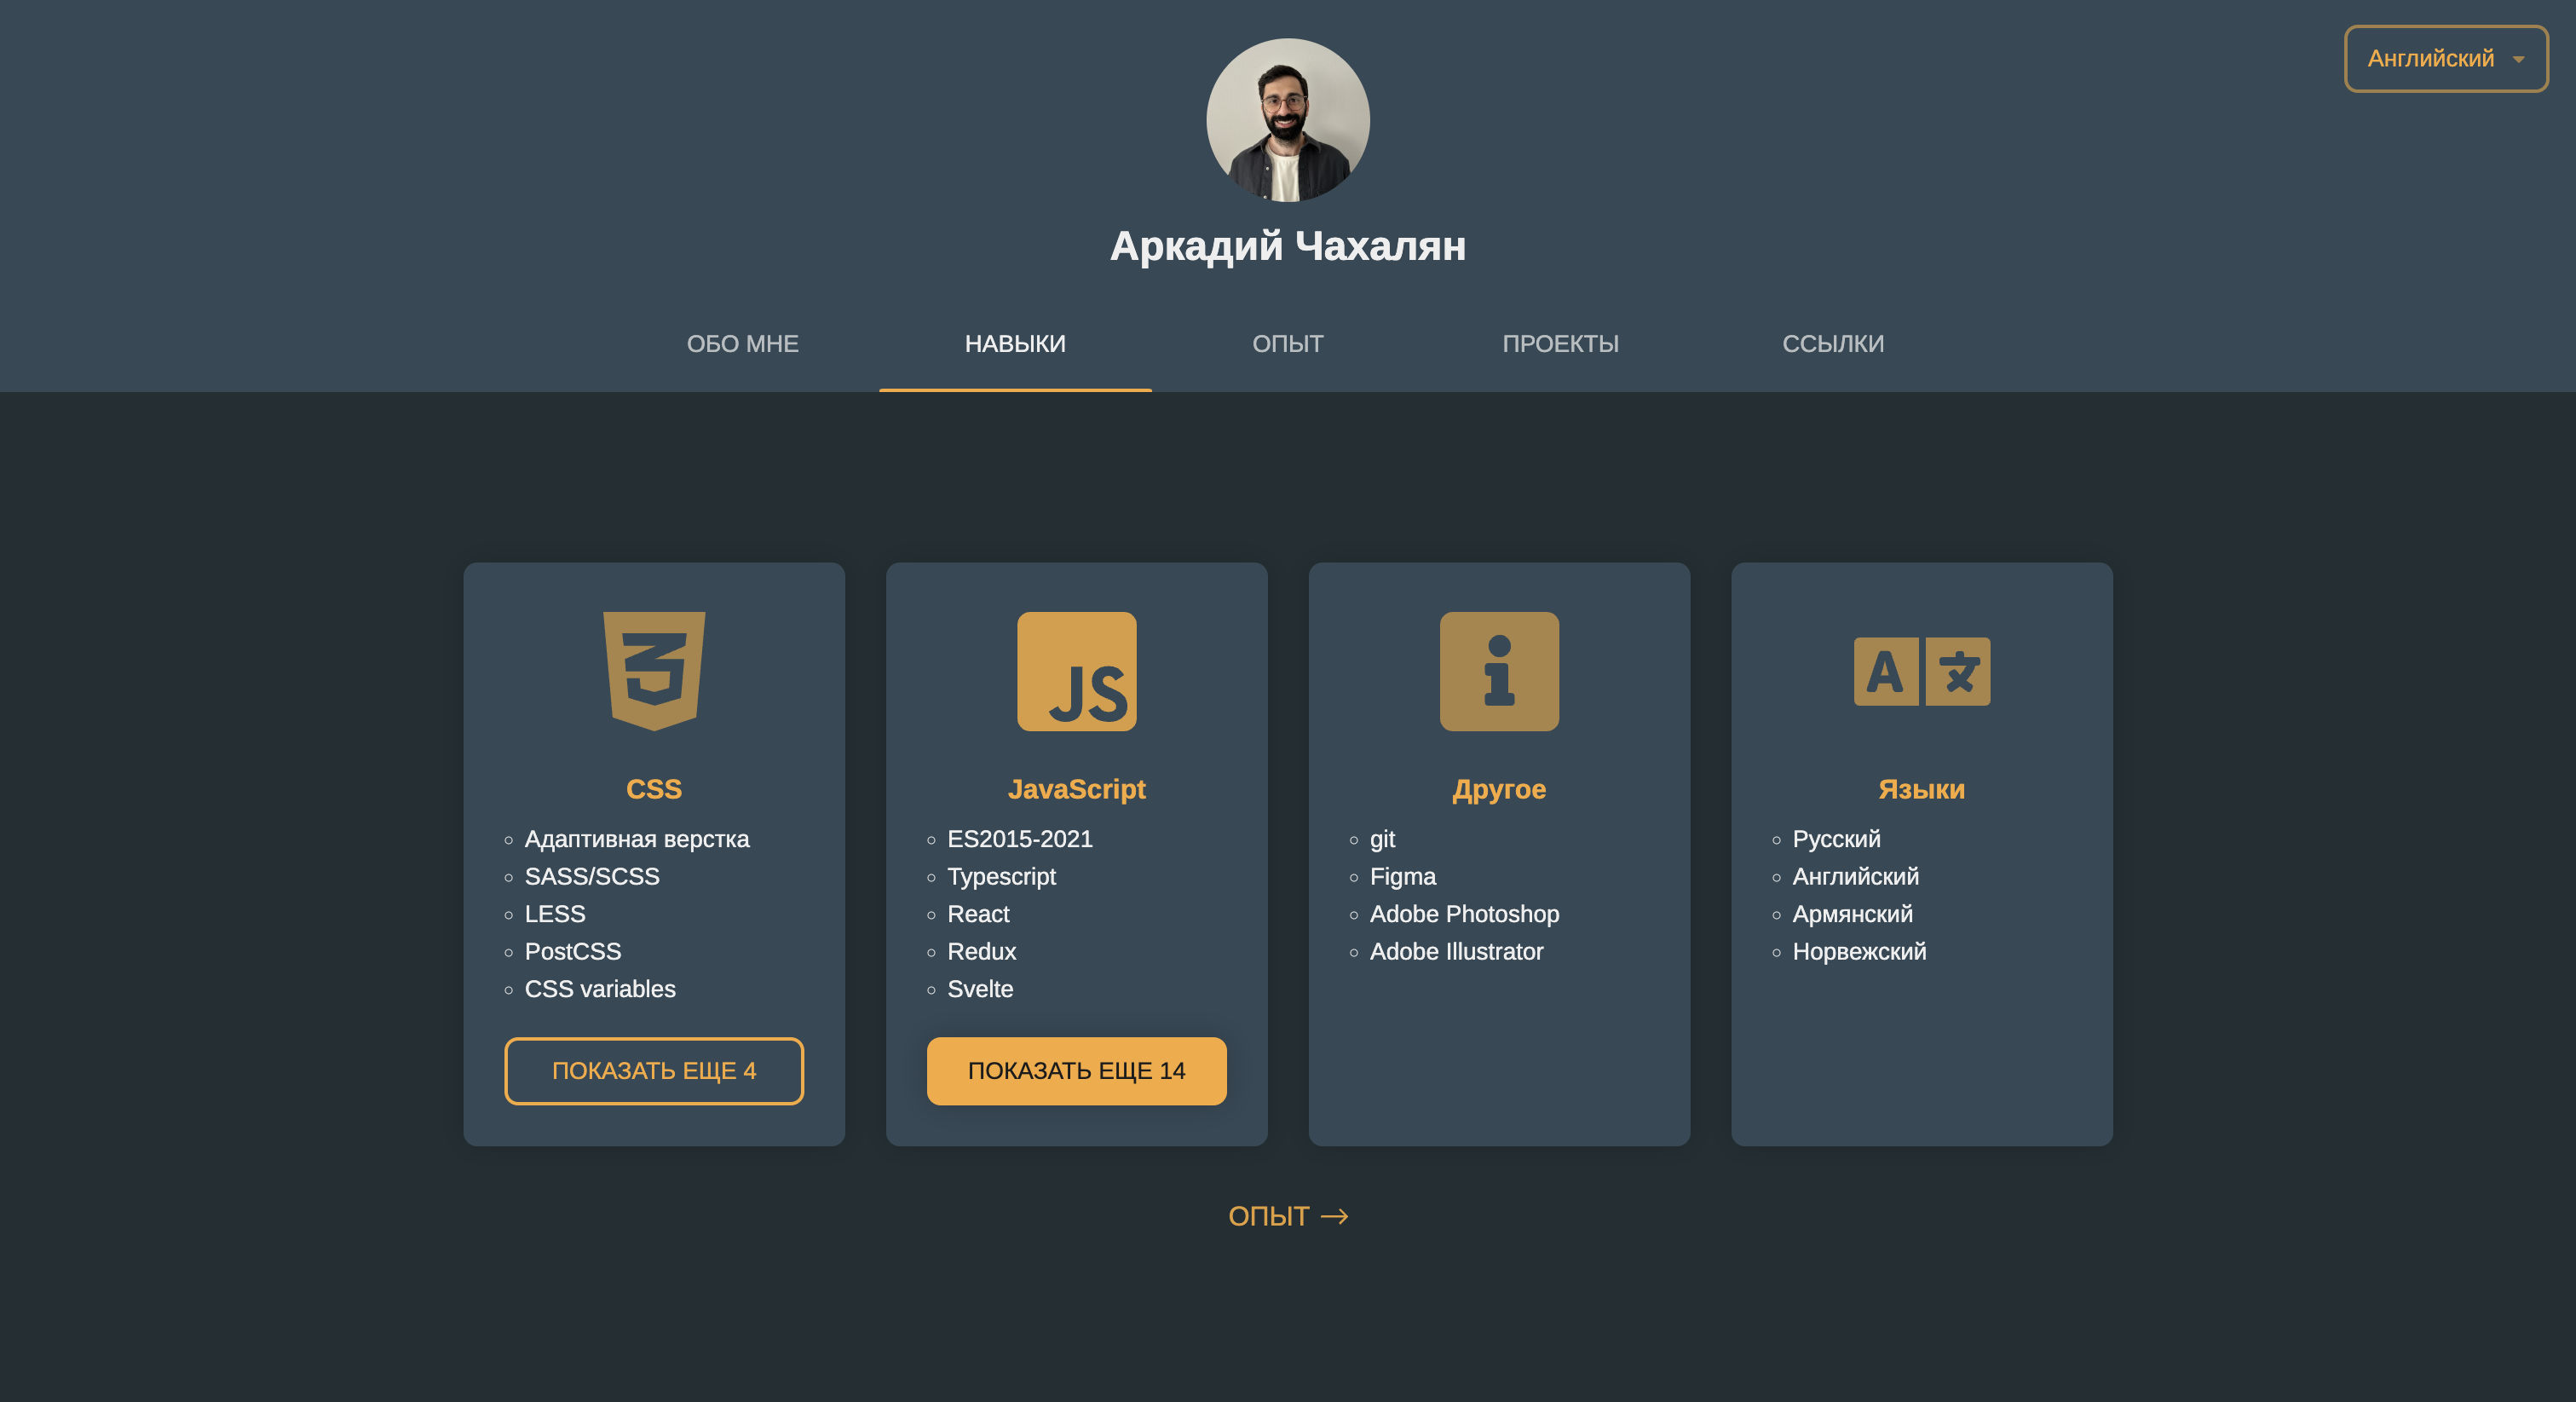 Английский
Аркадий Чахалян
ОБО МНЕ
НАВЫКИ
ОПЫТ
ПРОЕКТЫ
ССЫЛКИ
JS
A 文
CSS
Адаптивная верстка
SASS/SCSS
LESS
PostCSS
CSS variables
ПОКАЗАТЬ ЕЩЕ 4
JavaScript
ES2015-2021
Typescript
React
Redux
Svelte
ПОКАЗАТЬ ЕЩЕ 14
Другое
git
Figma
Adobe Photoshop
Adobe Illustrator
Языки
Русский
Английский
Армянский
Норвежский
ОПЫТ →